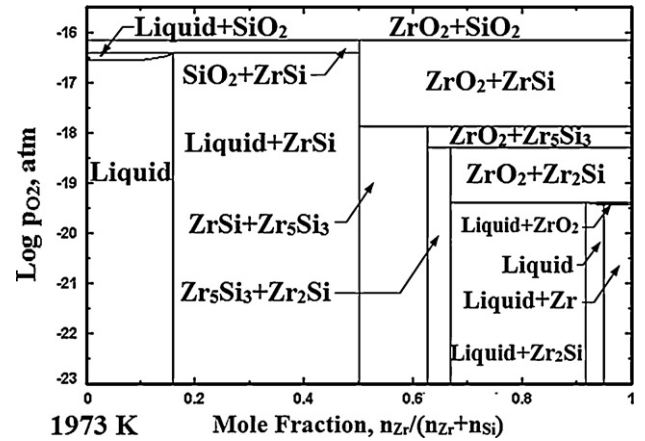 -16
-17
-18
-19
-20
-21
-22
-23
Log pO2, atm
Liquid+SiO2
ZrO2+SiO2
SiO2+ZrSi
ZrO2+ZrSi
Liquid+ZrSi
ZrO2+Zr5Si3
Liquid
ZrO2+Zr2Si
ZrSi+Zr5Si3
Liquid+ZrO2
Liquid
Zr5Si3+Zr2Si
Liquid+Zr
Liquid+Zr2Si
0 0.2 0.4 0.6 0.8 1
1973 K Mole Fraction, nZr/(nZr+nSi)